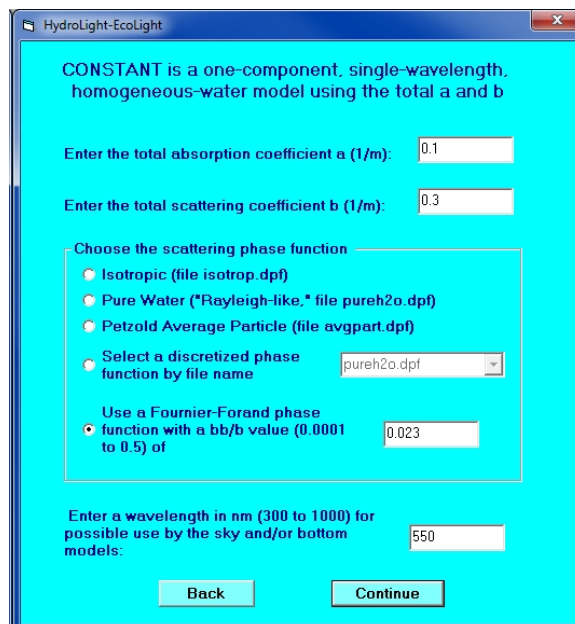 HydroLight-EcoLight
CONSTANT is a one-component, single-wavelength,
homogeneous-water model using the total a and b
Enter the total absorption coefficient a (1/m): 0.1
Enter the total scattering coefficient b (1/m): 0.3
Choose the scattering phase function
Isotropic (file isotrop.dpf)
Pure Water ("Rayleigh-like," file pureh2o.dpf)
Petzold Average Particle (file avgpart.dpf)
Select a discretized phase
function by file name
pureh2o.dpf
Use a Fournier-Forand phase
function with a bb/b value (0.0001
to 0.5) of
0.023
Enter a wavelength in nm (300 to 1000) for
possible use by the sky and/or bottom
models:
550
Back Continue